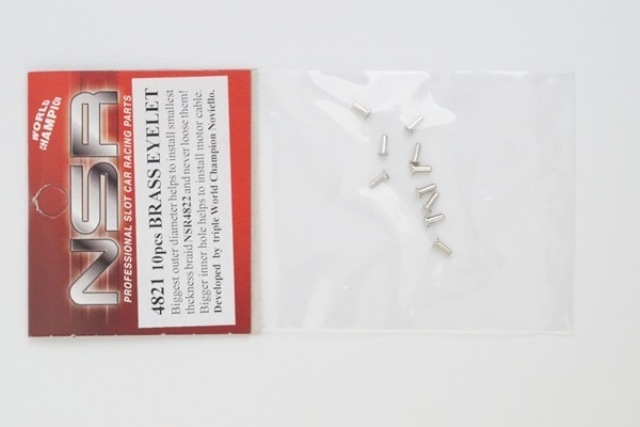 WORLD
CHAMPION
NSR
PROFESSIONAL SLOT CAR RACING PARTS
4821 10pcs BRASS EYELET
Biggest outer diameter helps to install smallest
thckness braid NSR4822 and never loose them!
Bigger inner hole helps to install motor cable.
Developed by triple World Champion Noviello.